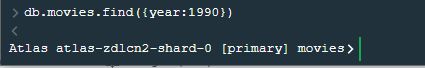 > db.movies.find({year:1990})
<
Atlas atlas-zdlcn2-shard-0 [primary] movies>